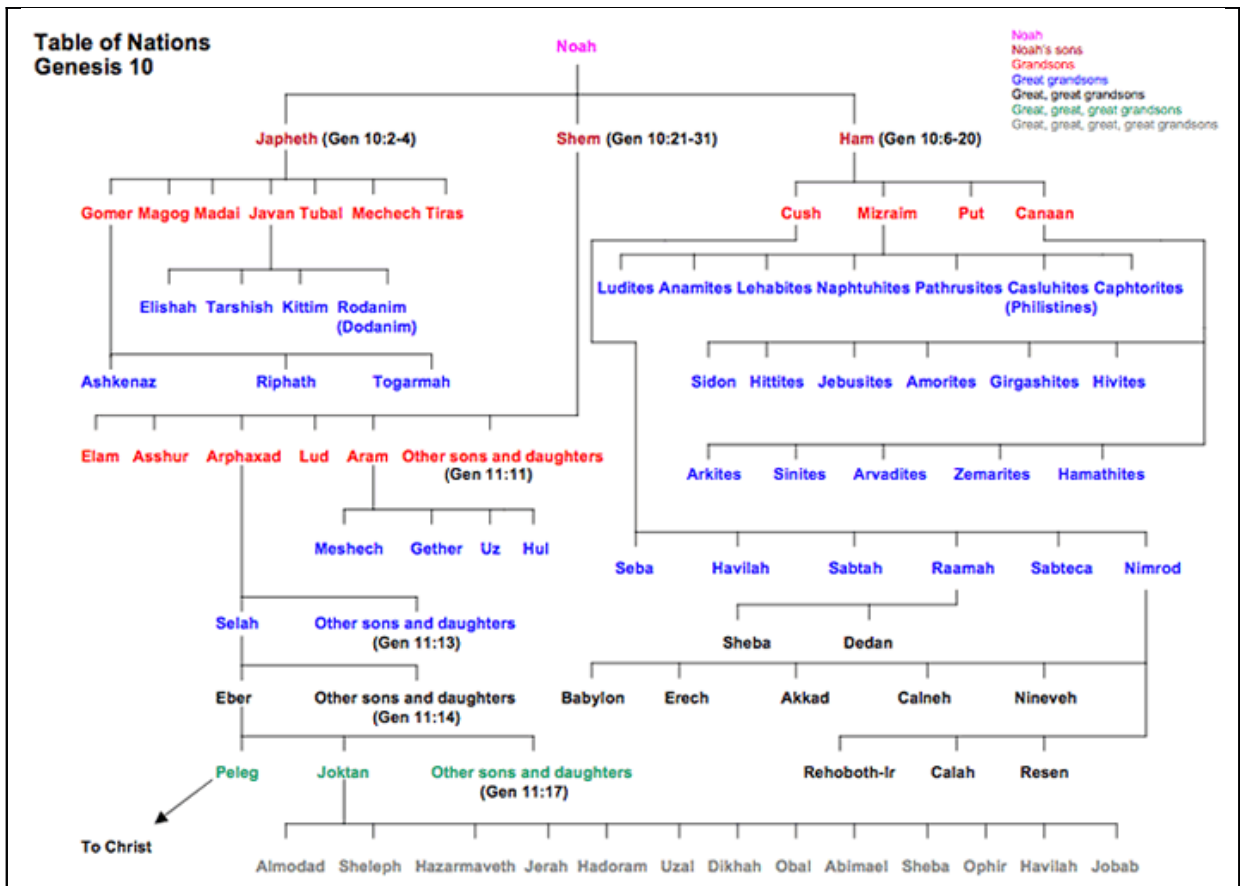 Table of Nations
Genesis 10
Noah
Noah
Noah's sons
Grandsons
Great grandsons
Great, great grandsons
Great, great, great grandsons
Great, great, great, great grandsons
Japheth (Gen 10:2-4) Shem (Gen 10:21-31) Ham (Gen 10:6-20)
Gomer Magog Madai Javan Tubal Mechech Tiras
Cush Mizraim Put Canaan
Ludites Anamites Lehabites Naphtuhites Pathrusites Casluhites Caphtorites
(Philistines)
Elishah Tarshish Kittim Rodanim
(Dodanim)
Ashkenaz Riphath Togarmah
Sidon Hittites Jebusites Amorites Girgashites Hivites
Elam Asshur Arphaxad Lud Aram Other sons and daughters
(Gen 11:11)
Arkites Sinites Arvadites Zemarites Hamathites
Meshech Gether Uz Hul
Seba Havilah Sabtah Raamah Sabteca Nimrod
Selah Other sons and daughters
(Gen 11:13)
Sheba Dedan
Eber Other sons and daughters
(Gen 11:14)
Babylon Erech Akkad Calneh Nineveh
Peleg Joktan Other sons and daughters
(Gen 11:17)
Rehoboth-Ir Calah Resen
To Christ
Almodad Sheleph Hazarmaveth Jerah Hadoram Uzal Dikhah Obal Abimael Sheba Ophir Havilah Jobab